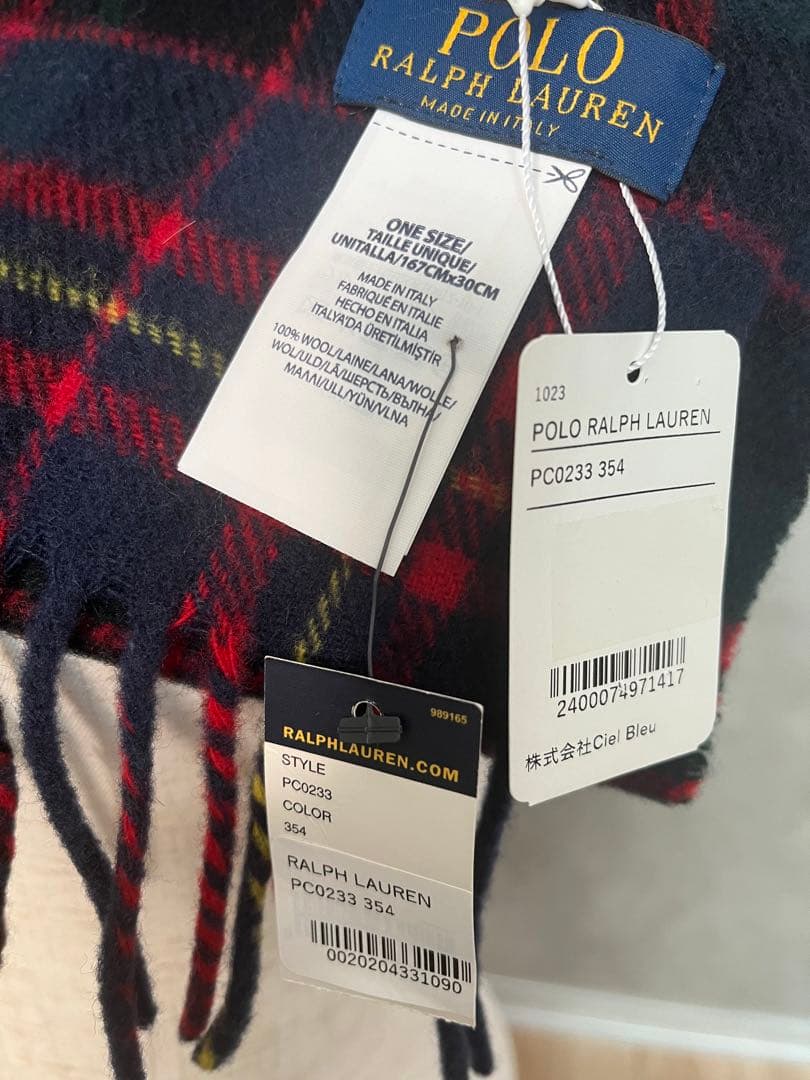 POLO
RALPH LAUREN
MADE IN ITALY
ONE SIZE/
TAILLE UNIQUE/
UNITALLA/167CMx30CM
MADE IN ITALY
FABRIQUÉ EN ITALIE
HECHO EN ITALIA
ITALYA'DA ÜRETİLMİŞTİR
100% WOOL/LAINE/LANA/WOLLE/
WOL/ULD/LÃ/ШЕРСТЬ/ВЪЛНА/
ΜΑΛΛΙ/ULL/YÜN/VLNA
1023
POLO RALPH LAUREN
PC0233 354
2400074971417
株式会社Ciel Bleu
989165
RALPHLAUREN.COM
STYLE
PC0233
COLOR
354
RALPH LAUREN
PC0233 354
0020204331090